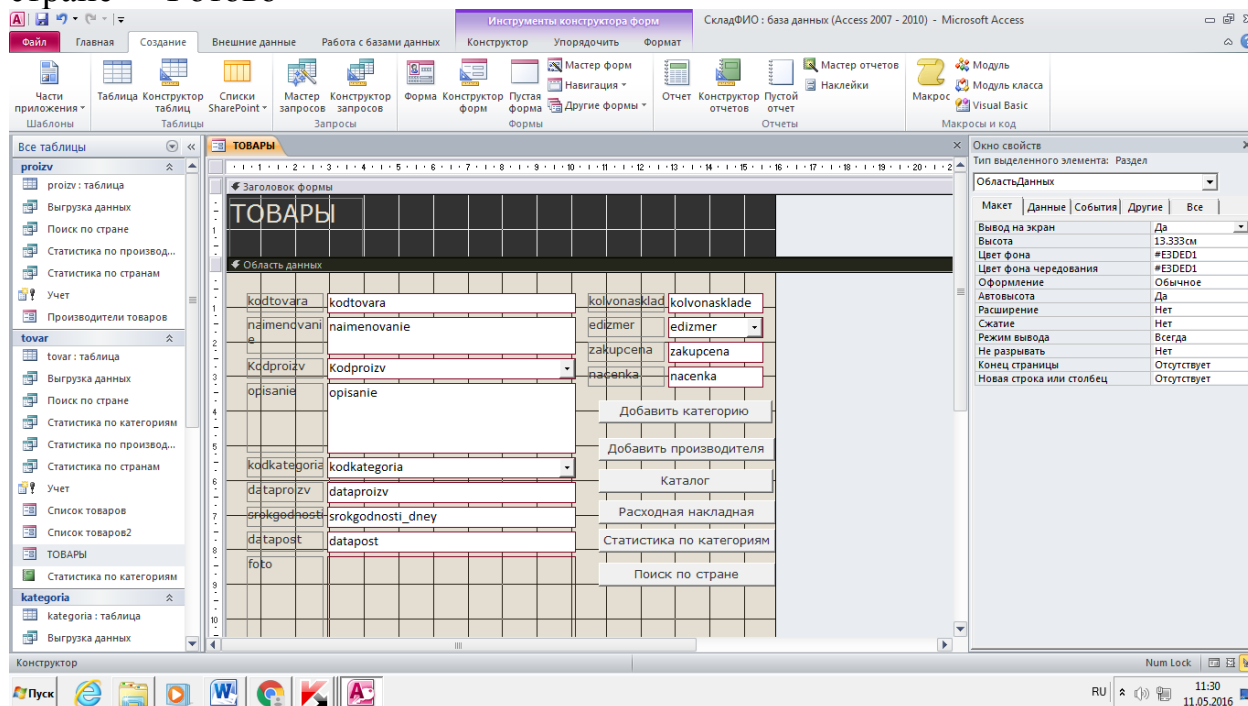 стране – Готово
Инструменты конструктора форм
СкладФИО : база данных (Access 2007 - 2010) - Microsoft Access
Файл Главная Создание Внешние данные Работа с базами данных Конструктор Упорядочить Формат
Части приложения
Таблица
Конструктор таблиц
Списки SharePoint
Мастер запросов
Конструктор запросов
Форма
Конструктор форм
Пустая форма
Мастер форм
Навигация
Другие формы
Отчет
Конструктор отчетов
Пустой отчет
Мастер отчетов
Наклейки
Макрос
Модуль
Модуль класса
Visual Basic
Шаблоны Таблицы Запросы Формы Отчеты Макросы и код
Все таблицы
proizv
proizv : таблица
Выгрузка данных
Поиск по стране
Статистика по производ...
Статистика по странам
Учет
Производители товаров
tovar
tovar : таблица
Выгрузка данных
Поиск по стране
Статистика по категориям
Статистика по производ...
Статистика по странам
Учет
Список товаров
Список товаров2
ТОВАРЫ
Статистика по категориям
kategoria
kategoria : таблица
Выгрузка данных
ТОВАРЫ
Заголовок формы
ТОВАРЫ
Область данных
kodtovara kodtovara
naimenovani
e
naimenovanie
Kodproizv Kodproizv
opisanie opisanie
kodkategoria kodkategoria
dataproizv dataproizv
srokgodnosti srokgodnosti_dney
datapost datapost
foto
kolvonasklad kolvonasklade
edizmer edizmer
zakupcena zakupcena
nacenka nacenka
Добавить категорию
Добавить производителя
Каталог
Расходная накладная
Статистика по категориям
Поиск по стране
Окно свойств
Тип выделенного элемента: Раздел
ОбластьДанных
Макет Данные События Другие Все
Вывод на экран Да
Высота 13.333см
Цвет фона #E3DED1
Цвет фона чередования #E3DED1
Оформление Обычное
Автовысота Да
Расширение Нет
Сжатие Нет
Режим вывода Всегда
Не разрывать Нет
Конец страницы Отсутствует
Новая строка или столбец Отсутствует
Конструктор
Num Lock
Пуск
RU
11:30
11.05.2016